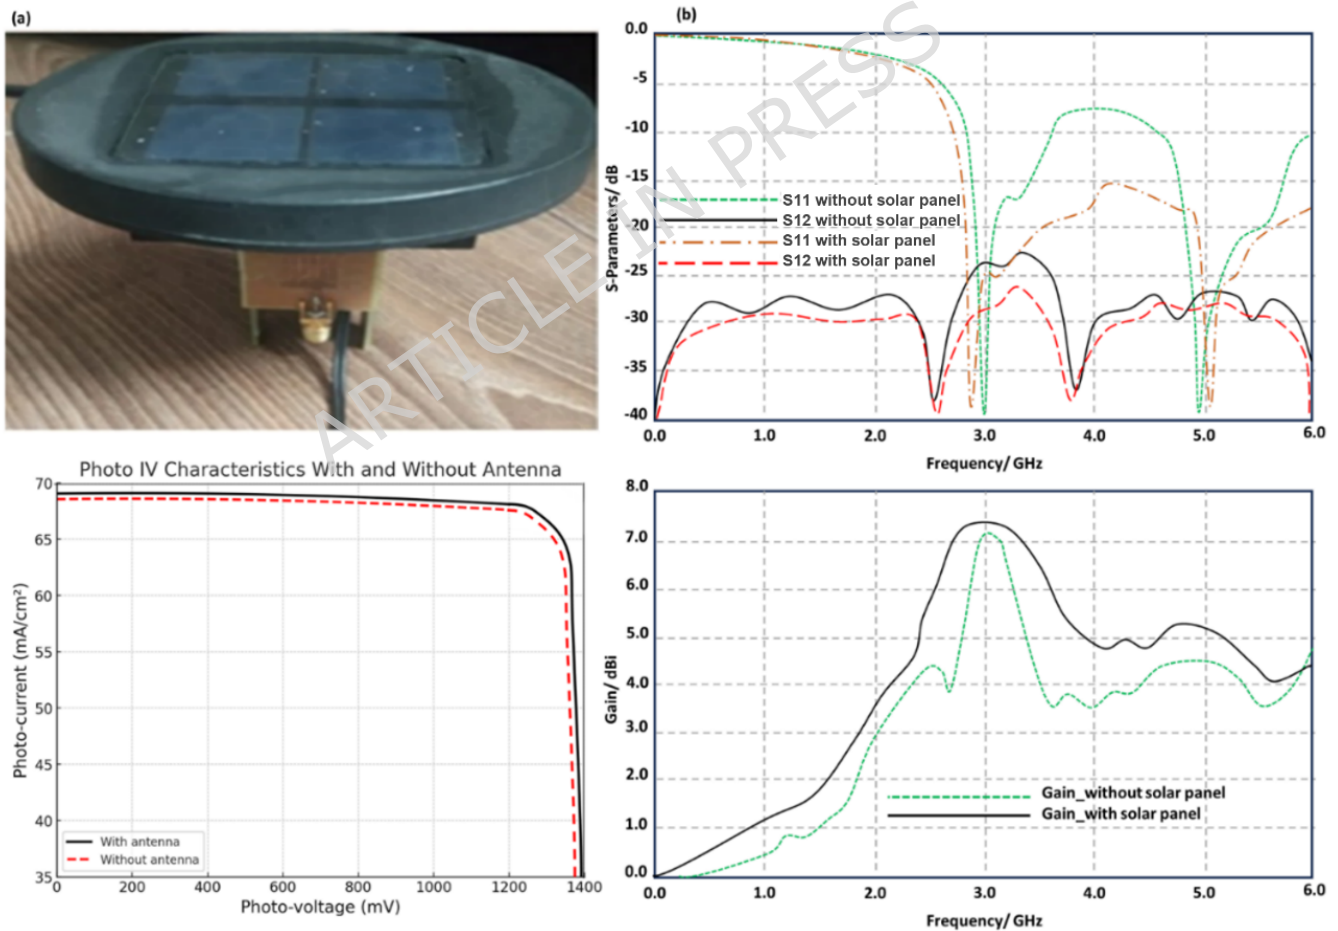 (a)
(b)
0.0
-5
-10
-15
-20
-25
-30
-35
-40
S-Parameters/ dB
S11 without solar panel
S12 without solar panel
S11 with solar panel
S12 with solar panel
0.0 1.0 2.0 3.0 4.0 5.0 6.0
Frequency/ GHz
ARTICLE IN PRESS
Photo IV Characteristics With and Without Antenna
70
65
60
55
50
45
40
35
Photo-current (mA/cm²)
With antenna
Without antenna
0 200 400 600 800 1000 1200 1400
Photo-voltage (mV)
8.0
7.0
6.0
5.0
4.0
3.0
2.0
1.0
0.0
Gain/ dBi
Gain_without solar panel
Gain_with solar panel
0.0 1.0 2.0 3.0 4.0 5.0 6.0
Frequency/ GHz